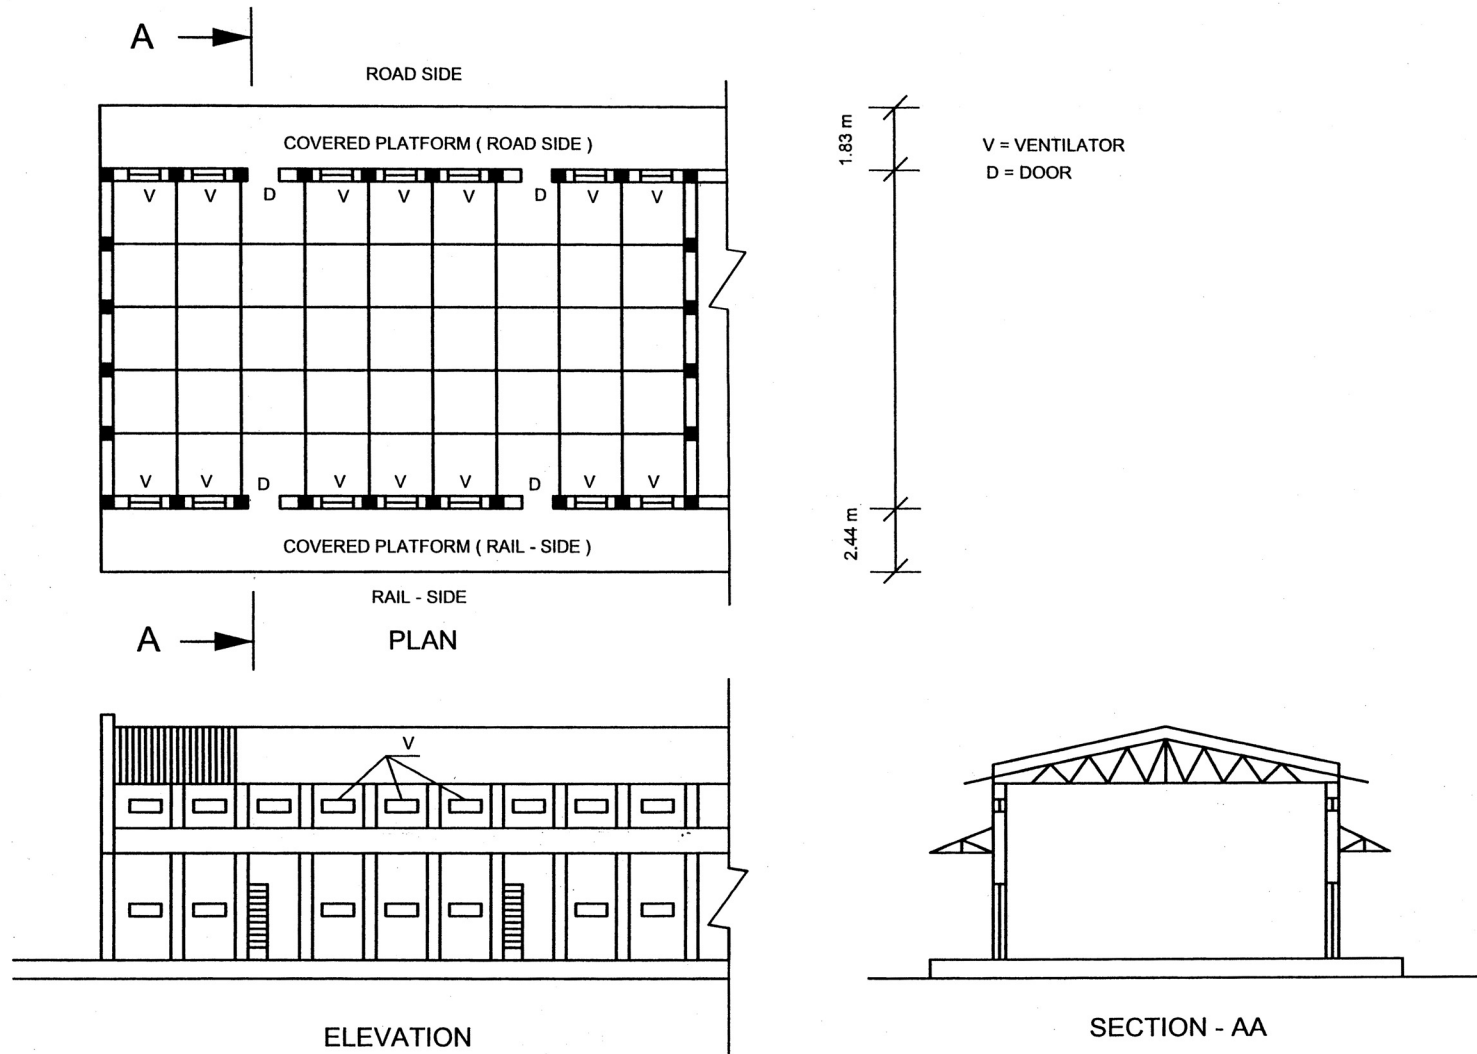 A
ROAD SIDE
COVERED PLATFORM ( ROAD SIDE )
V V D V V V D V V
V V D V V V D V V
COVERED PLATFORM ( RAIL - SIDE )
RAIL - SIDE
A
PLAN
1.83 m
2.44 m
V = VENTILATOR
D = DOOR
V
ELEVATION
SECTION - AA